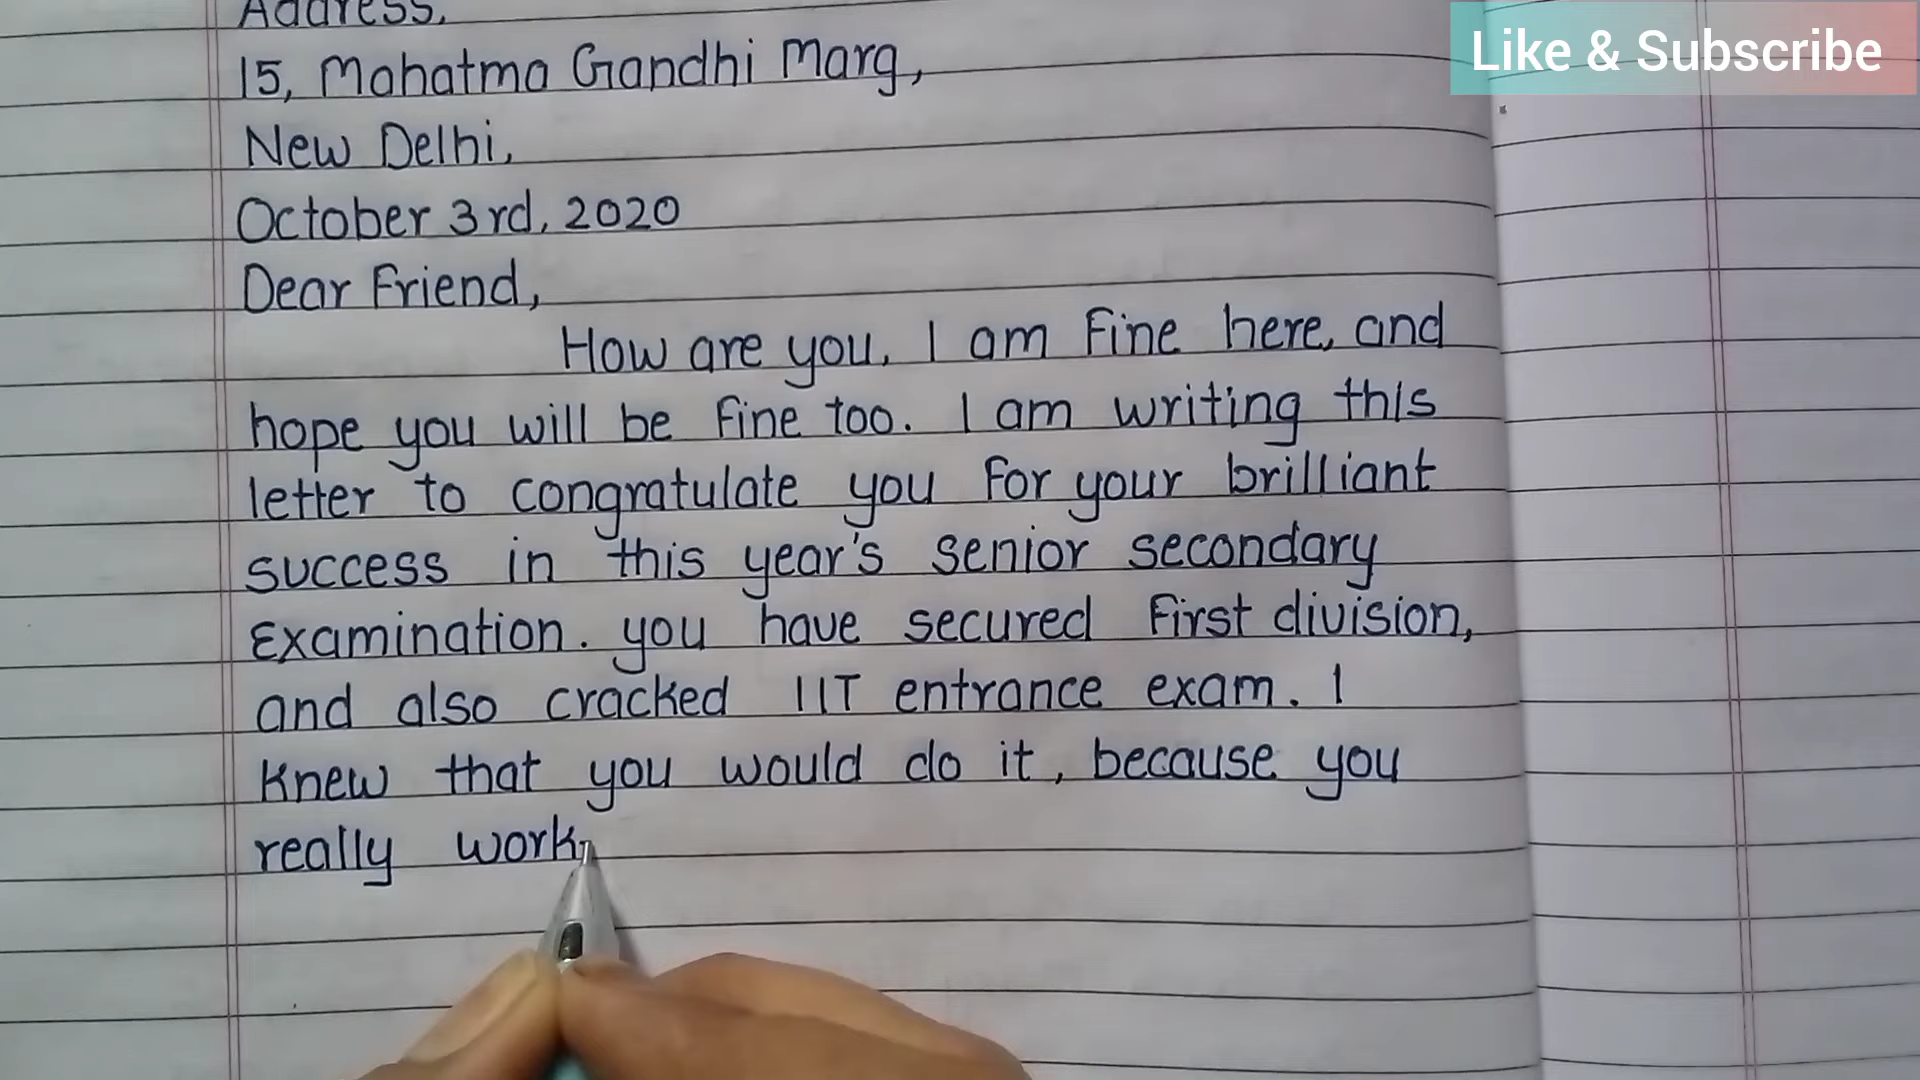 Address,
15, Mahatma Gandhi Marg,
New Delhi,
October 3rd, 2020
Dear Friend,
How are you, I am fine here, and
hope you will be fine too. I am writing this
letter to congratulate you for your brilliant
success in this year's senior secondary
Examination. you have secured first division,
and also cracked IIT entrance exam. I
knew that you would do it, because you
really work
Like & Subscribe